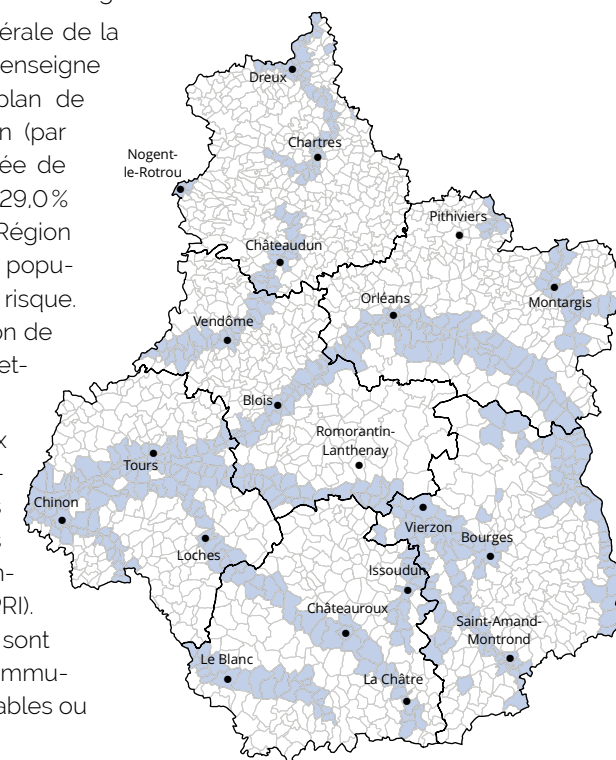 érale de la
enseigne
plan de
n (par
ée de
29,0 %
Région
popu-
risque.
on de
et-
x
-
s
s
n-
PRI).
sont
ommu-
ables ou
Dreux
Chartres
Nogent-
le-Rotrou
Pithiviers
Châteaudun
Montargis
Orléans
Vendôme
Blois
Romorantin-
Lanthenay
Tours
Chinon
Vierzon
Bourges
Loches
Issoudun
Châteauroux
Saint-Amand-
Montrond
Le Blanc
La Châtre